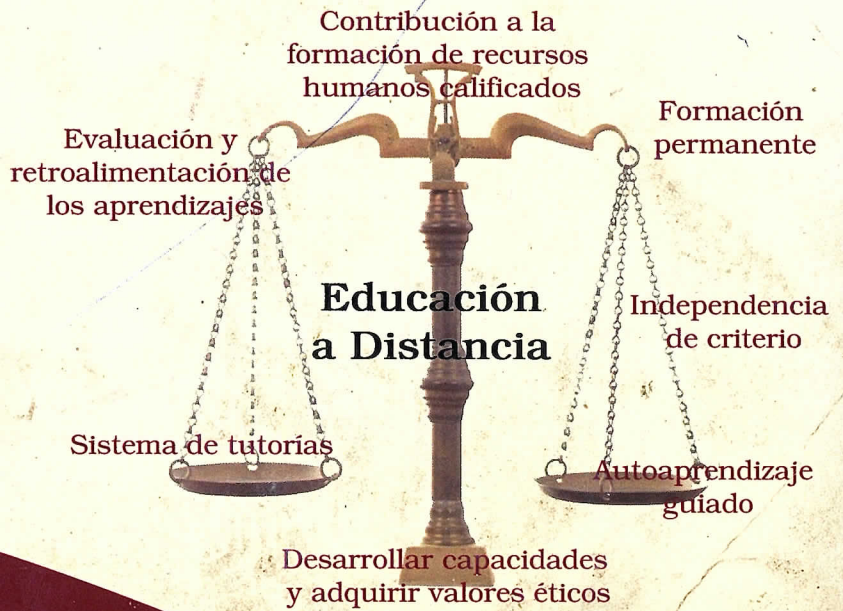 Contribución a la
formación de recursos
humanos calificados
Evaluación y
retroalimentación de
los aprendizajes
Formación
permanente
Educación
a Distancia
Independencia
de criterio
Sistema de tutorías
Autoaprendizaje
guiado
Desarrollar capacidades
y adquirir valores éticos